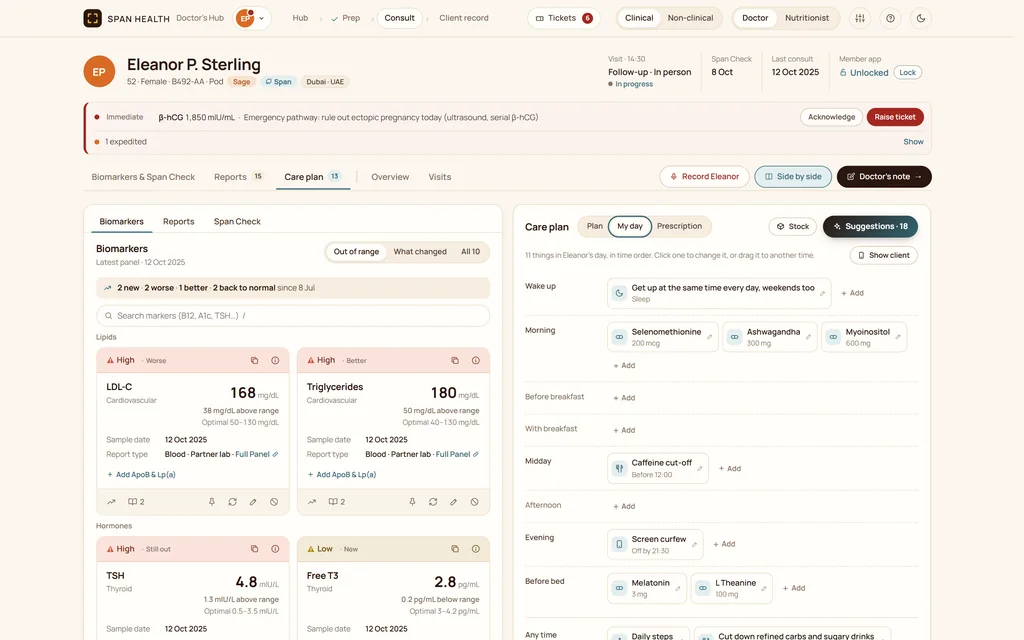 SPAN HEALTH Doctor's Hub EP Hub Prep Consult Client record Tickets 6 Clinical Non-clinical Doctor Nutritionist
EP
Eleanor P. Sterling
52 · Female · B492-AA · Pod Sage Span Dubai · UAE
Visit · 14:30
Follow-up · In person
In progress
Span Check
8 Oct
Last consult
12 Oct 2025
Member app
Unlocked Lock
Immediate β-hCG 1,850 mIU/mL · Emergency pathway: rule out ectopic pregnancy today (ultrasound, serial β-hCG) Acknowledge Raise ticket
1 expedited Show
Biomarkers & Span Check Reports 15 Care plan 13 Overview Visits Record Eleanor Side by side Doctor's note →
Biomarkers Reports Span Check
Biomarkers
Latest panel · 12 Oct 2025
Out of range What changed All 10
2 new · 2 worse · 1 better · 2 back to normal since 8 Jul
Search markers (B12, A1c, TSH…) /
Lipids
High · Worse
LDL-C
Cardiovascular
168 mg/dL
38 mg/dL above range
Optimal 50–130 mg/dL
Sample date 12 Oct 2025
Report type Blood · Partner lab · Full Panel
+ Add ApoB & Lp(a)
2
High · Better
Triglycerides
Cardiovascular
180 mg/dL
50 mg/dL above range
Optimal 40–130 mg/dL
Sample date 12 Oct 2025
Report type Blood · Partner lab · Full Panel
+ Add ApoB & Lp(a)
2
Hormones
High · Still out
TSH
Thyroid
4.8 mIU/L
1.3 mIU/L above range
Optimal 0.5–3.5 mIU/L
Sample date 12 Oct 2025
Low · New
Free T3
Thyroid
2.8 pg/mL
0.2 pg/mL below range
Optimal 3–4.2 pg/mL
Sample date 12 Oct 2025
Care plan Plan My day Prescription Stock Suggestions · 18
11 things in Eleanor's day, in time order. Click one to change it, or drag it to another time. Show client
Wake up
Get up at the same time every day, weekends too
Sleep
+ Add
Morning
Selenomethionine
200 mcg
Ashwagandha
300 mg
Myoinositol
600 mg
+ Add
Before breakfast + Add
With breakfast + Add
Midday
Caffeine cut-off
Before 12:00
+ Add
Afternoon + Add
Evening
Screen curfew
Off by 21:30
+ Add
Before bed
Melatonin
3 mg
L Theanine
100 mg
+ Add
Any time
Daily steps
Cut down refined carbs and sugary drinks